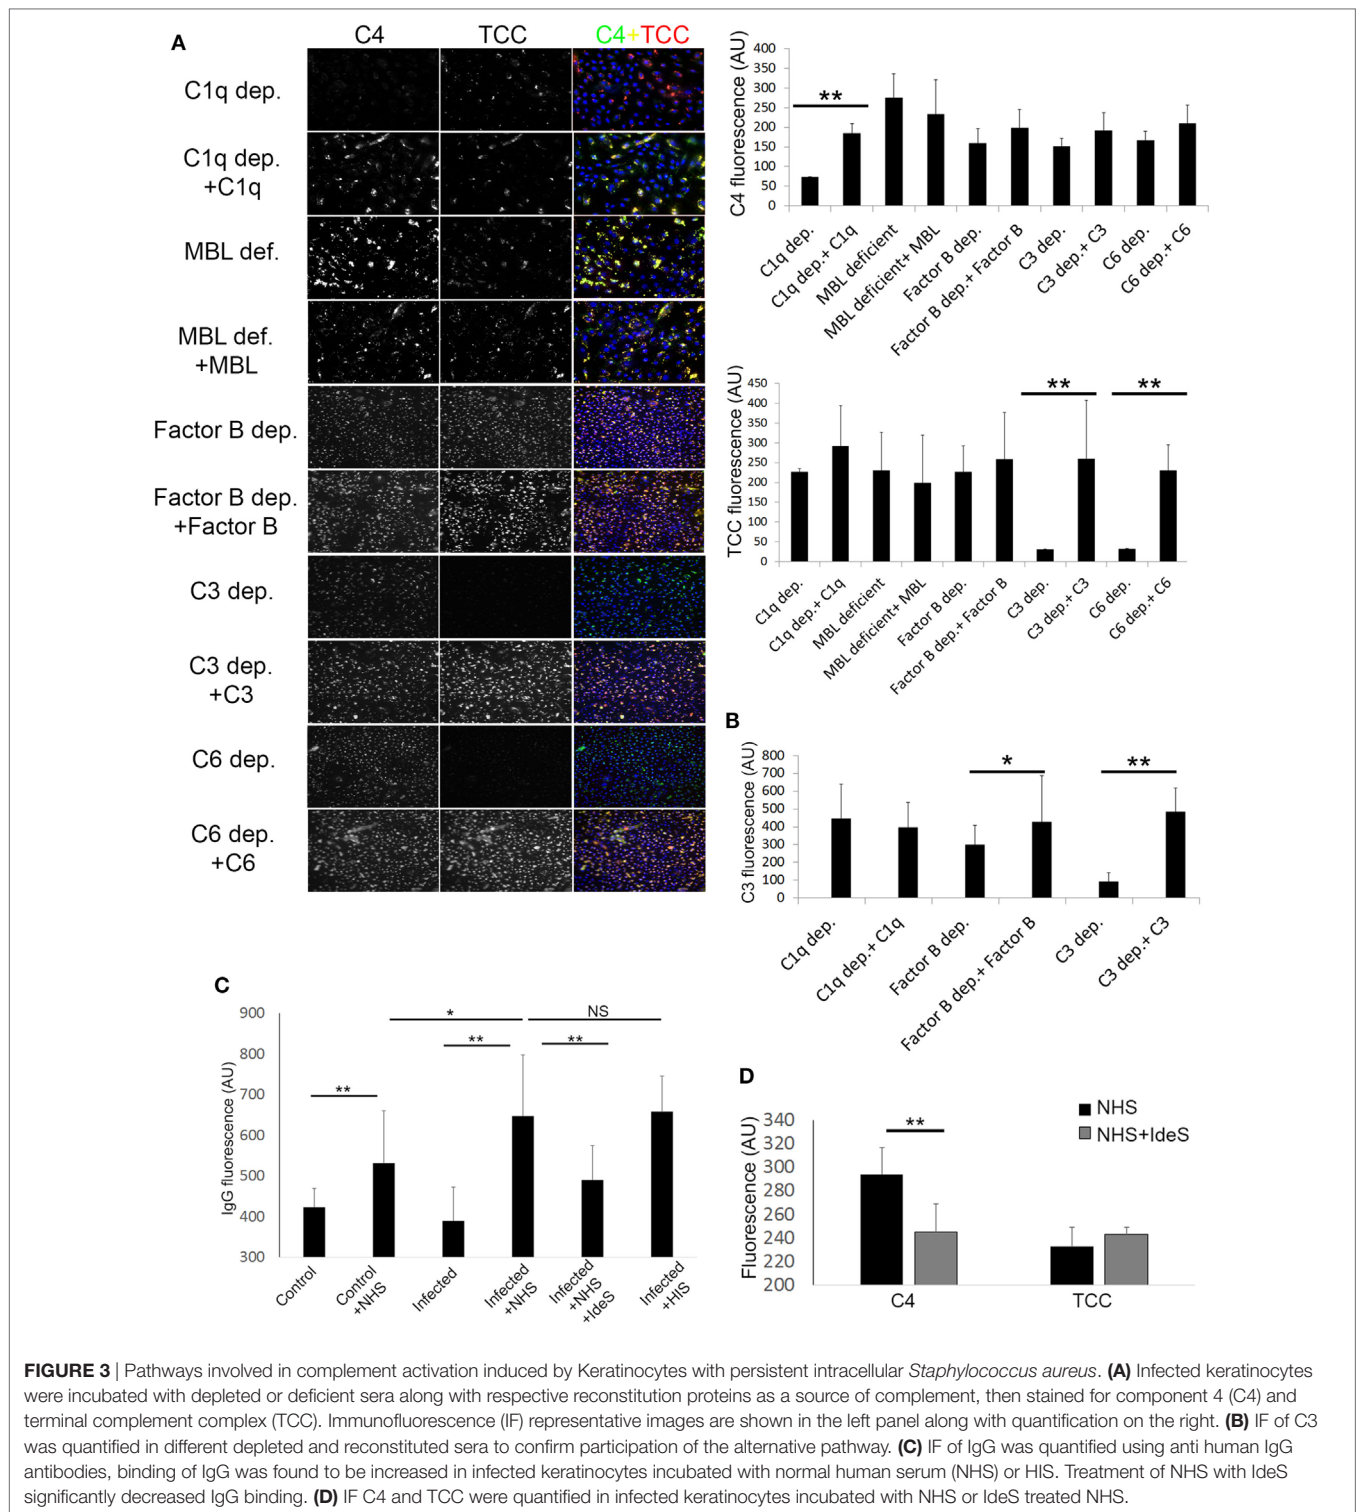 A
C4
TCC
C4+TCC
C1q dep.
C1q dep.
+C1q
MBL def.
MBL def.
+MBL
Factor B dep.
Factor B dep.
+Factor B
C3 dep.
C3 dep.
+C3
C6 dep.
C6 dep.
+C6
C4 fluorescence (AU)
400
350
300
250
200
150
100
50
0
**
C1q dep.
C1q dep.+ C1q
MBL deficient
MBL deficient+ MBL
Factor B dep.
Factor B dep.+ Factor B
C3 dep.
C3 dep.+ C3
C6 dep.
C6 dep.+ C6
TCC fluorescence (AU)
450
400
350
300
250
200
150
100
50
0
**
**
C1q dep.
C1q dep.+ C1q
MBL deficient
MBL deficient+ MBL
Factor B dep.
Factor B dep.+ Factor B
C3 dep.
C3 dep.+ C3
C6 dep.
C6 dep.+ C6
B
C3 fluorescence (AU)
800
700
600
500
400
300
200
100
0
*
**
C1q dep.
C1q dep.+ C1q
Factor B dep.
Factor B dep.+ Factor B
C3 dep.
C3 dep.+ C3
C
IgG fluorescence (AU)
900
800
700
600
500
400
300
**
*
**
**
NS
Control
Control
+NHS
Infected
Infected
+NHS
Infected
+NHS
+IdeS
Infected
+HIS
D
Fluorescence (AU)
340
320
300
280
260
240
220
200
**
NHS
NHS+IdeS
C4
TCC
FIGURE 3 | Pathways involved in complement activation induced by Keratinocytes with persistent intracellular Staphylococcus aureus. (A) Infected keratinocytes
were incubated with depleted or deficient sera along with respective reconstitution proteins as a source of complement, then stained for component 4 (C4) and
terminal complement complex (TCC). Immunofluorescence (IF) representative images are shown in the left panel along with quantification on the right. (B) IF of C3
was quantified in different depleted and reconstituted sera to confirm participation of the alternative pathway. (C) IF of IgG was quantified using anti human IgG
antibodies, binding of IgG was found to be increased in infected keratinocytes incubated with normal human serum (NHS) or HIS. Treatment of NHS with IdeS
significantly decreased IgG binding. (D) IF C4 and TCC were quantified in infected keratinocytes incubated with NHS or IdeS treated NHS.